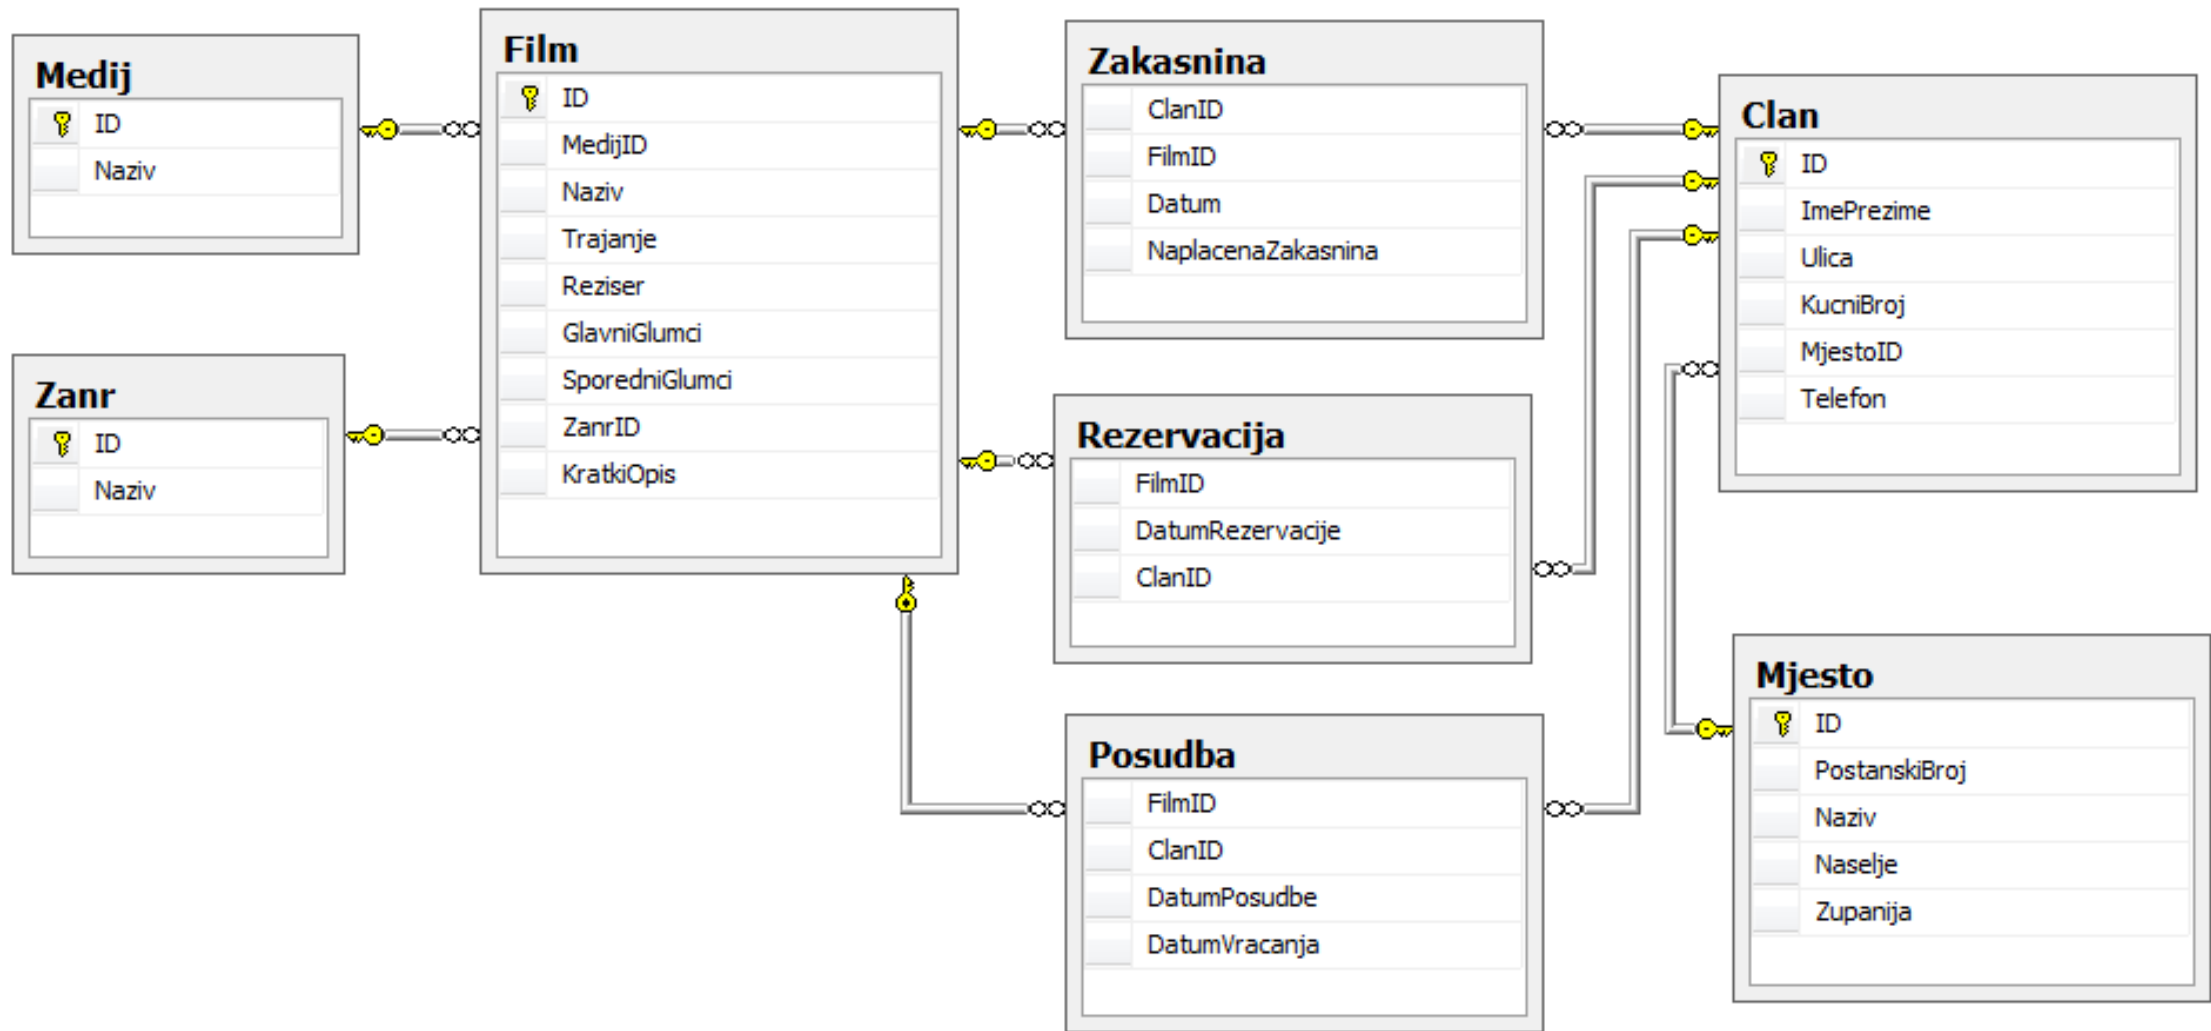 Medij
ID
Naziv
Zanr
ID
Naziv
Film
ID
MedijID
Naziv
Trajanje
Reziser
GlavniGlumci
SporedniGlumci
ZanrID
KratkiOpis
Zakasnina
ClanID
FilmID
Datum
NaplacenaZakasnina
Rezervacija
FilmID
DatumRezervacije
ClanID
Posudba
FilmID
ClanID
DatumPosudbe
DatumVracanja
Clan
ID
ImePrezime
Ulica
KucniBroj
MjestoID
Telefon
Mjesto
ID
PostanskiBroj
Naziv
Naselje
Zupanija